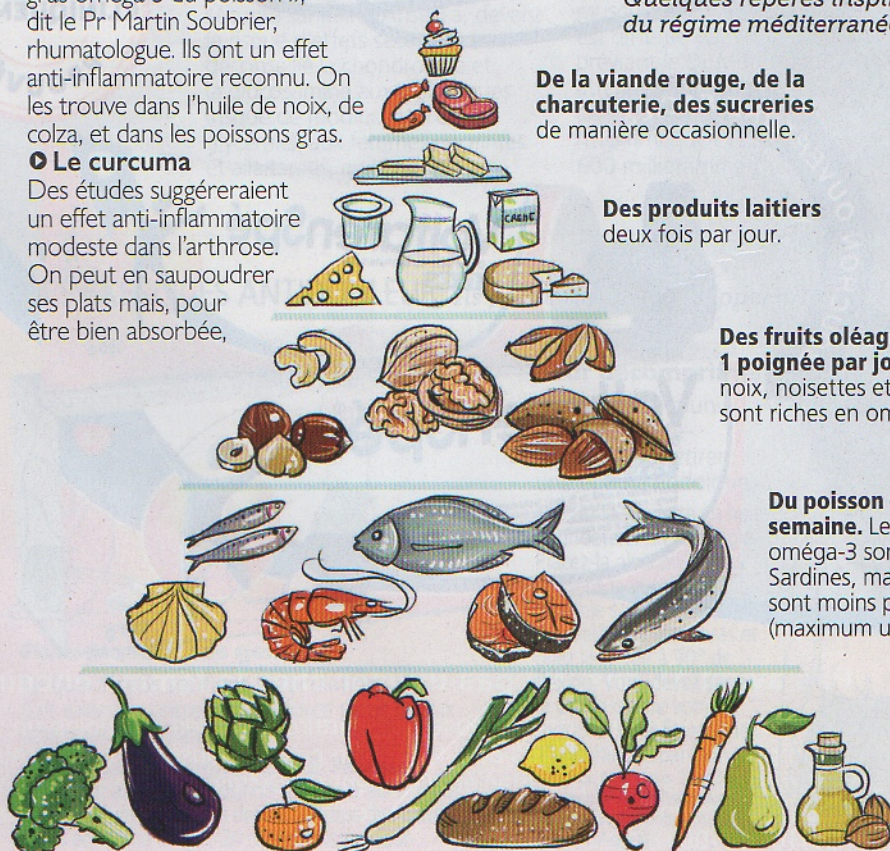 dit le Pr Martin Soubrier,
rhumatologue. Ils ont un effet
anti-inflammatoire reconnu. On
les trouve dans l'huile de noix, de
colza, et dans les poissons gras.
Le curcuma
Des études suggéreraient
un effet anti-inflammatoire
modeste dans l'arthrose.
On peut en saupoudrer
ses plats mais, pour
être bien absorbée,
du régime méditerrané
De la viande rouge, de la
charcuterie, des sucreries
de manière occasionnelle.
CRÈME
Des produits laitiers
deux fois par jour.
Des fruits oléag
1 poignée par jo
noix, noisettes et
sont riches en om
Du poisson
semaine. Le
oméga-3 so
Sardines, ma
sont moins p
(maximum u